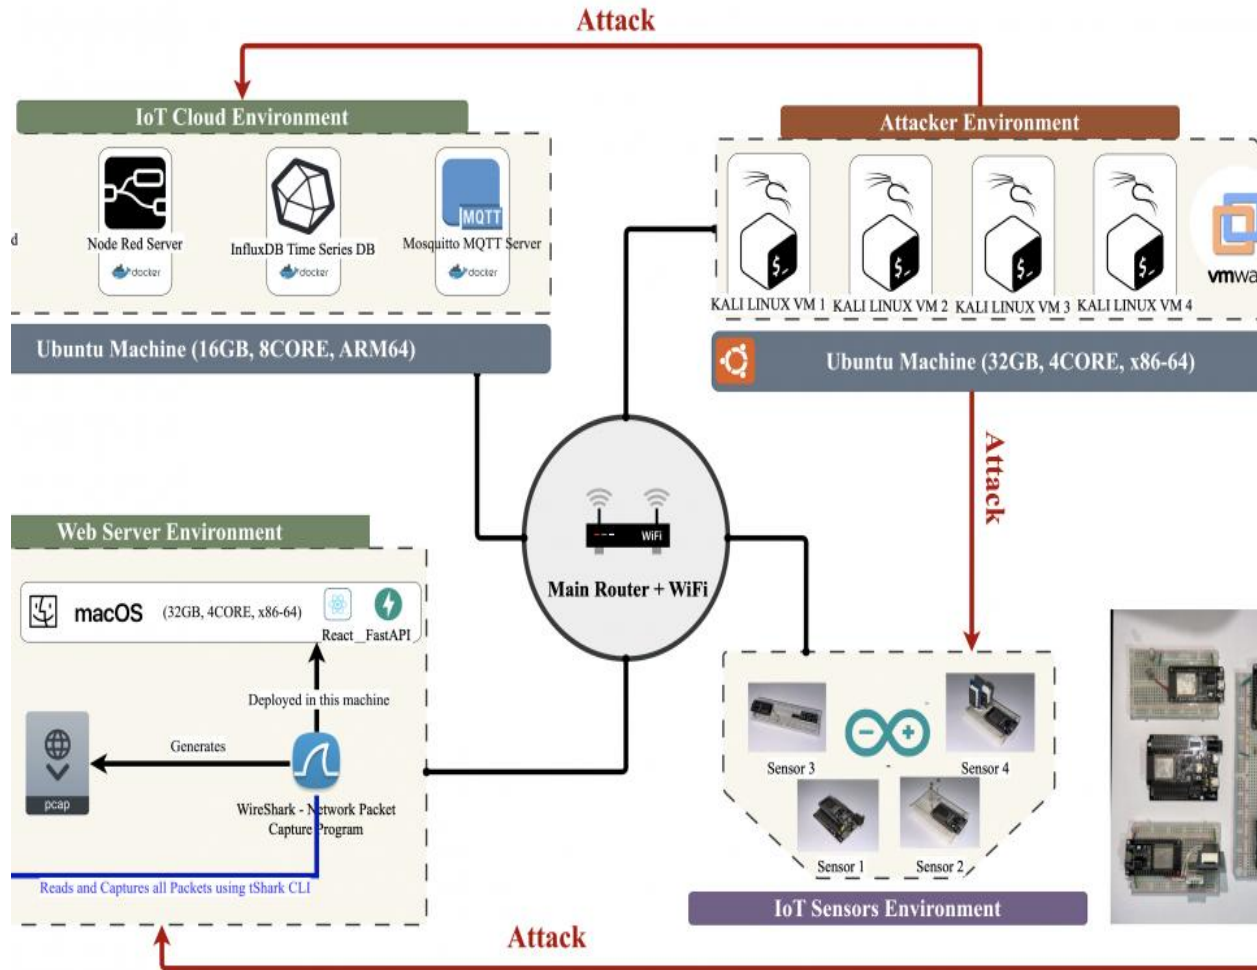 Attack
IoT Cloud Environment
Attacker Environment
d
Node Red Server
docker
InfluxDB Time Series DB
MQTT
Mosquitto MQTT Server
docker
Ubuntu Machine (16GB, 8CORE, ARM64)
$_
$_
$_
$_
KALI LINUX VM 1
KALI LINUX VM 2
KALI LINUX VM 3
KALI LINUX VM 4
vmwa
Ubuntu Machine (32GB, 4CORE, x86-64)
Attack
WiFi
Main Router + WiFi
Web Server Environment
macOS
(32GB, 4CORE, x86-64)
React
FastAPI
Deployed in this machine
Generates
pcap
WireShark - Network Packet
Capture Program
Reads and Captures all Packets using tShark CLI
Sensor 3
Sensor 4
Sensor 1
Sensor 2
IoT Sensors Environment
Attack